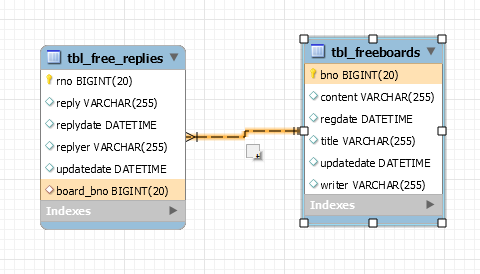 tbl_free_replies
rno BIGINT(20)
reply VARCHAR(255)
replydate DATETIME
replyer VARCHAR(255)
updatedate DATETIME
board_bno BIGINT(20)
Indexes
tbl_freeboards
bno BIGINT(20)
content VARCHAR(255)
regdate DATETIME
title VARCHAR(255)
updatedate DATETIME
writer VARCHAR(255)
Indexes